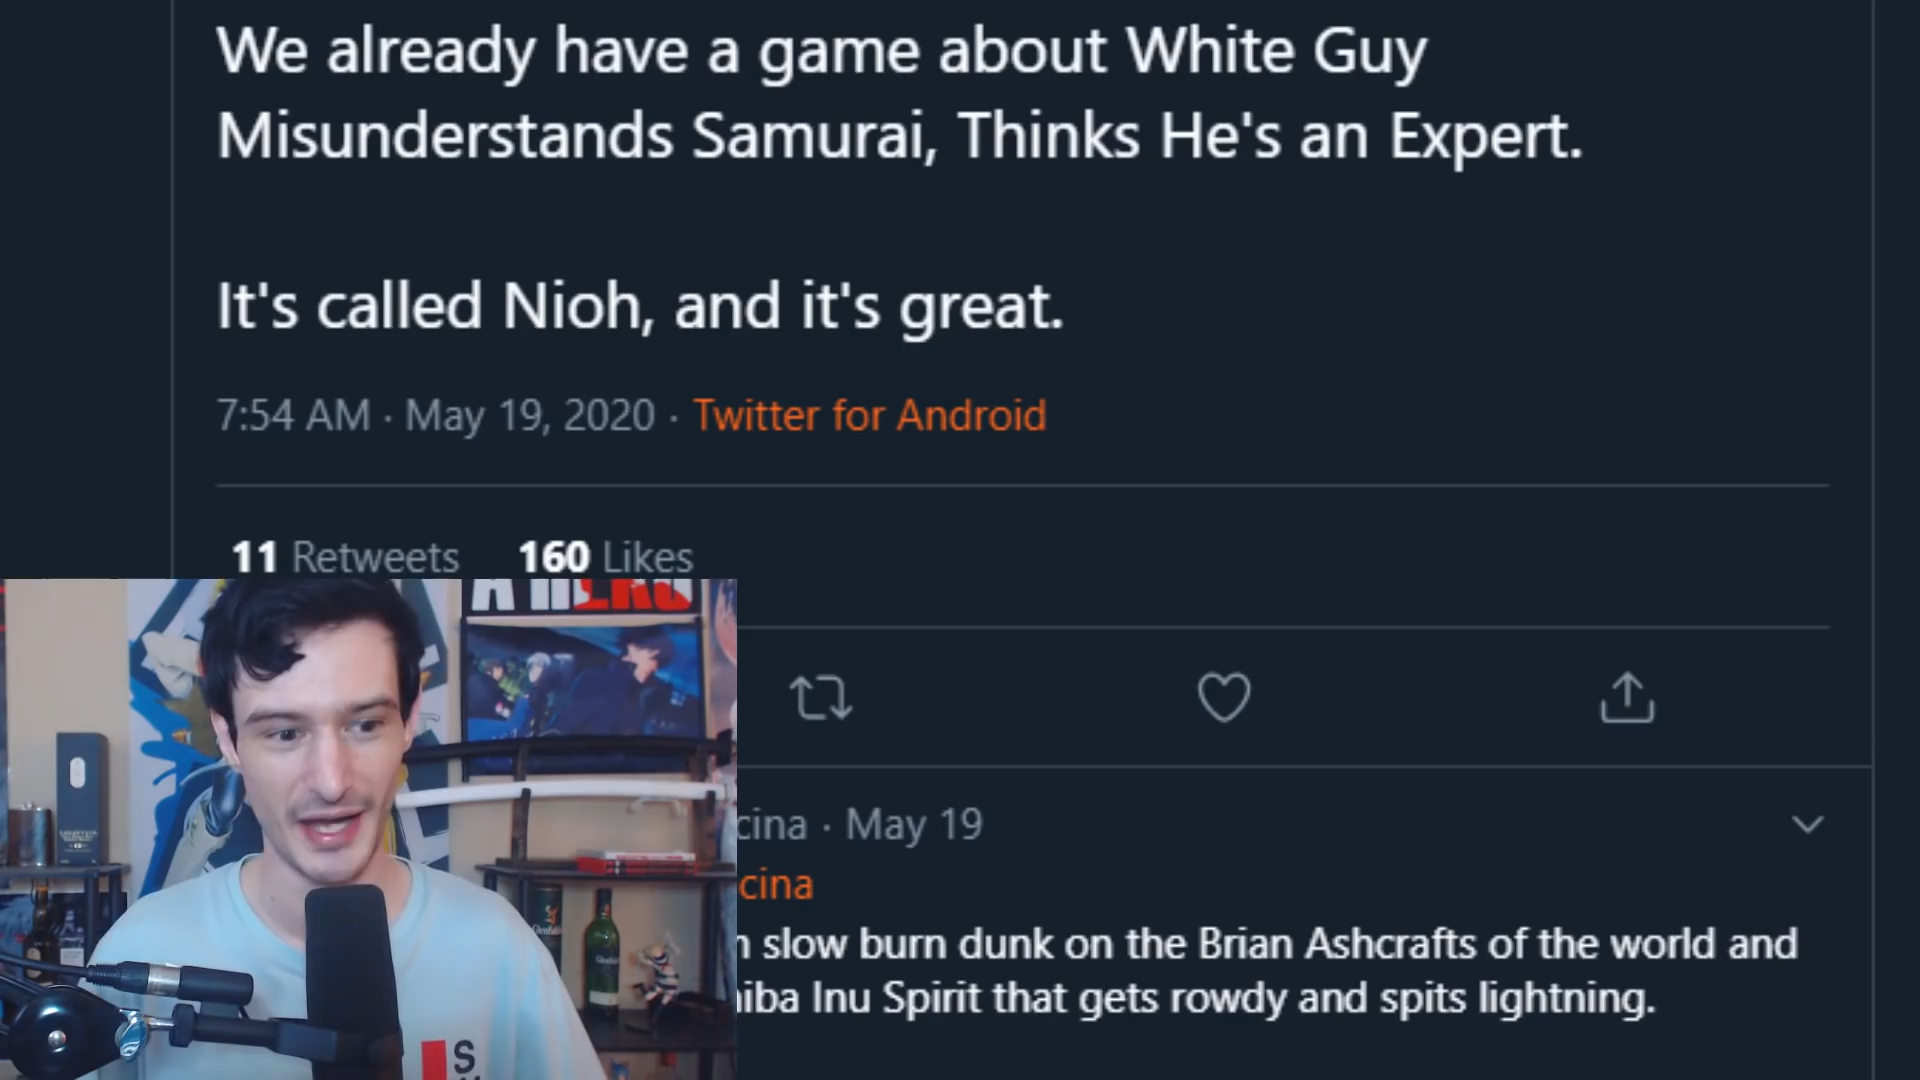 We already have a game about White Guy
Misunderstands Samurai, Thinks He's an Expert.
It's called Nioh, and it's great.
7:54 AM · May 19, 2020 · Twitter for Android
11 Retweets 160 Likes
A HERO
cina · May 19
cina
slow burn dunk on the Brian Ashcrafts of the world and
Inu Spirit that gets rowdy and spits lightning.
S